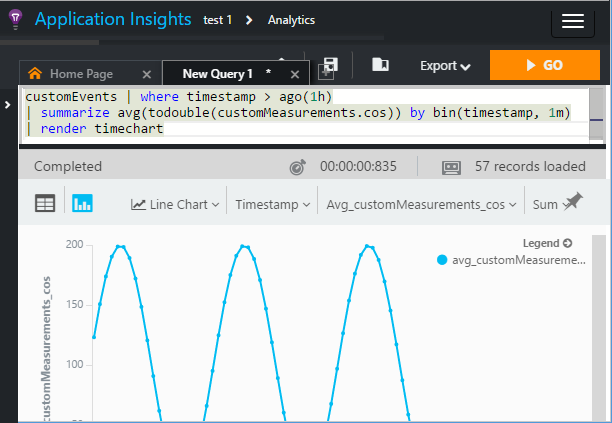 Application Insights test 1 > Analytics
Home Page × New Query 1 * × Export GO
customEvents | where timestamp > ago(1h)
| summarize avg(todouble(customMeasurements.cos)) by bin(timestamp, 1m)
| render timechart
Completed 00:00:00:835 57 records loaded
Line Chart Timestamp Avg_customMeasurements_cos Sum
Legend
avg_customMeasureme...
200
150
100
customMeasurements_cos